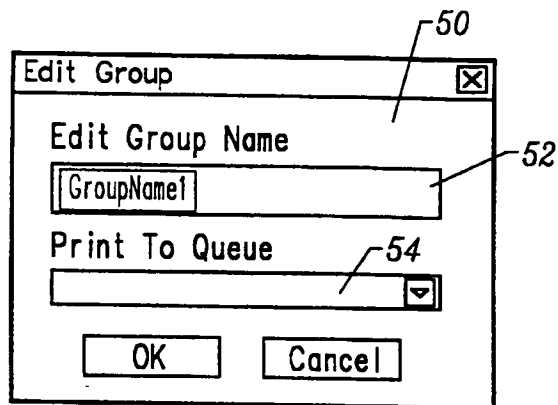 50
Edit Group
Edit Group Name
52
GroupName1
Print To Queue
54
OK
Cancel